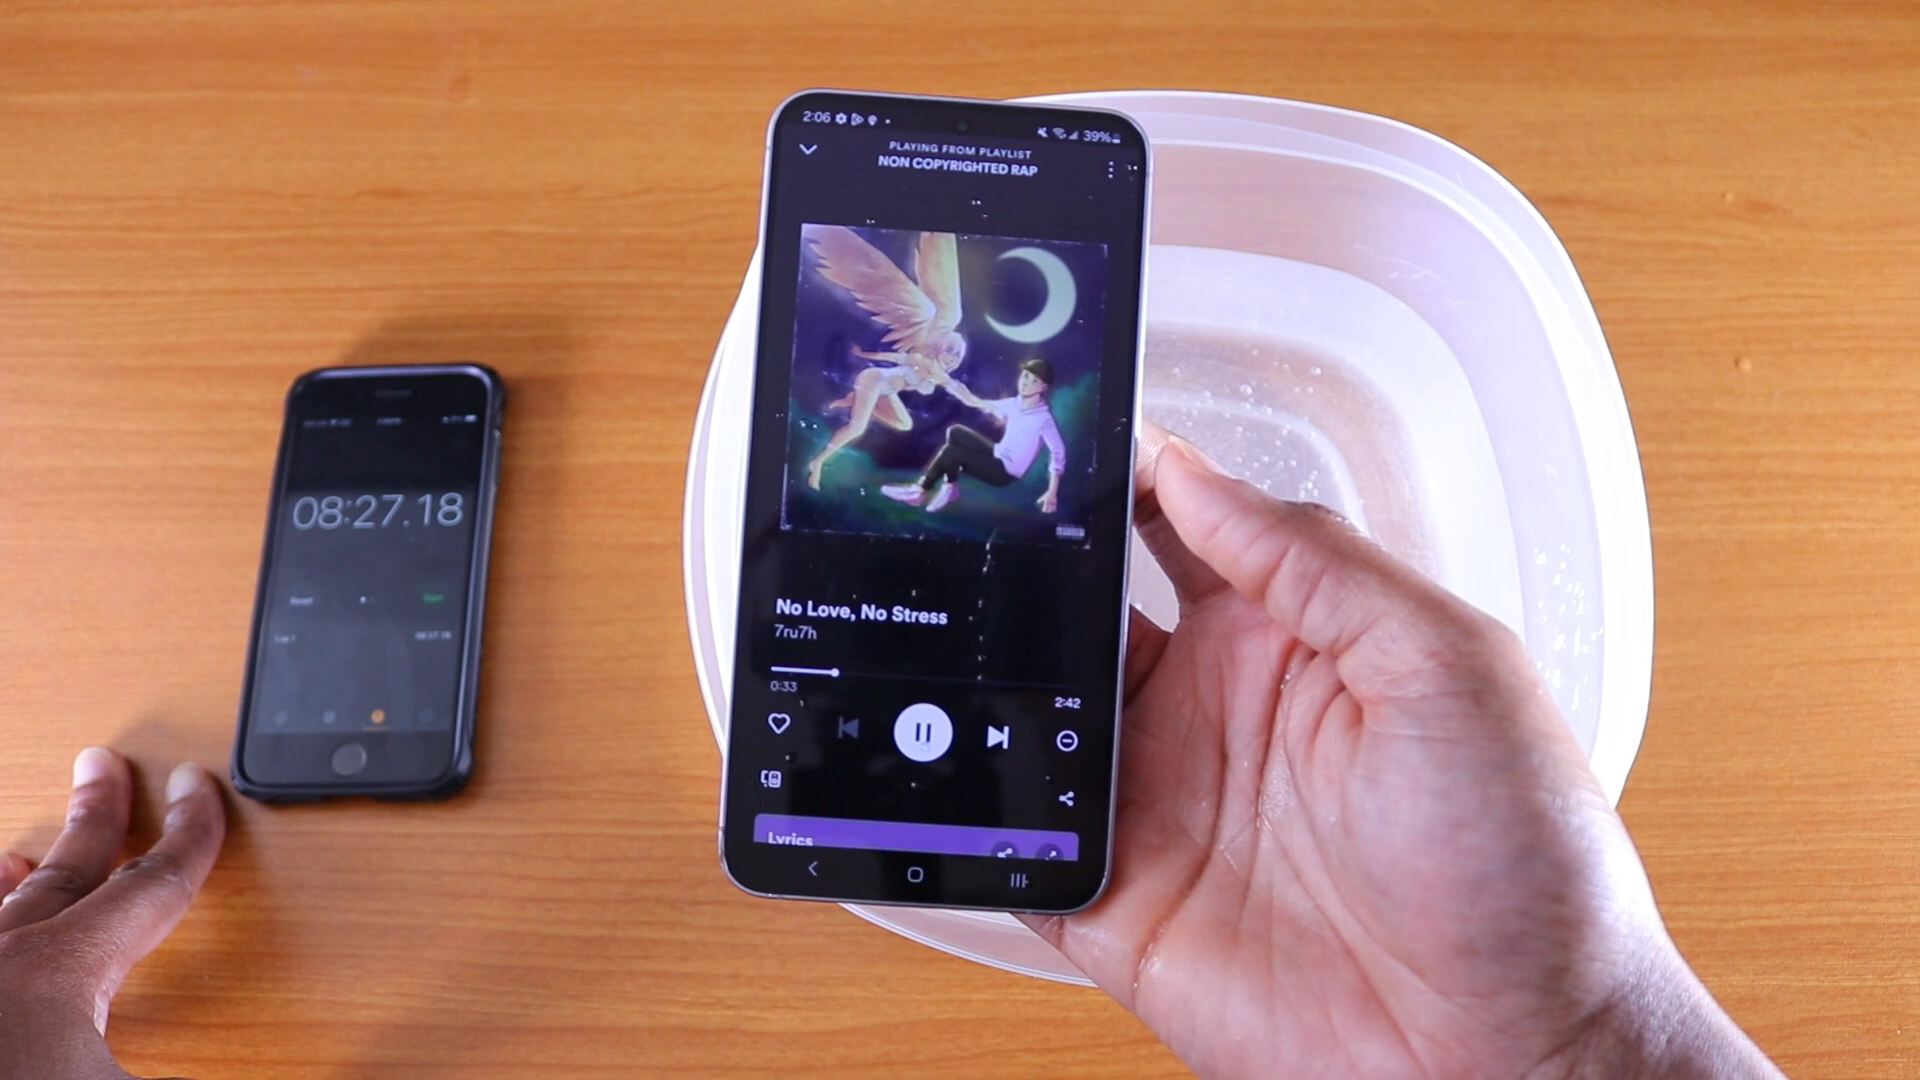 2:06
39%
PLAYING FROM PLAYLIST
NON COPYRIGHTED RAP
08:27.18
No Love, No Stress
7ru7h
0:33
2:42
Lyrics